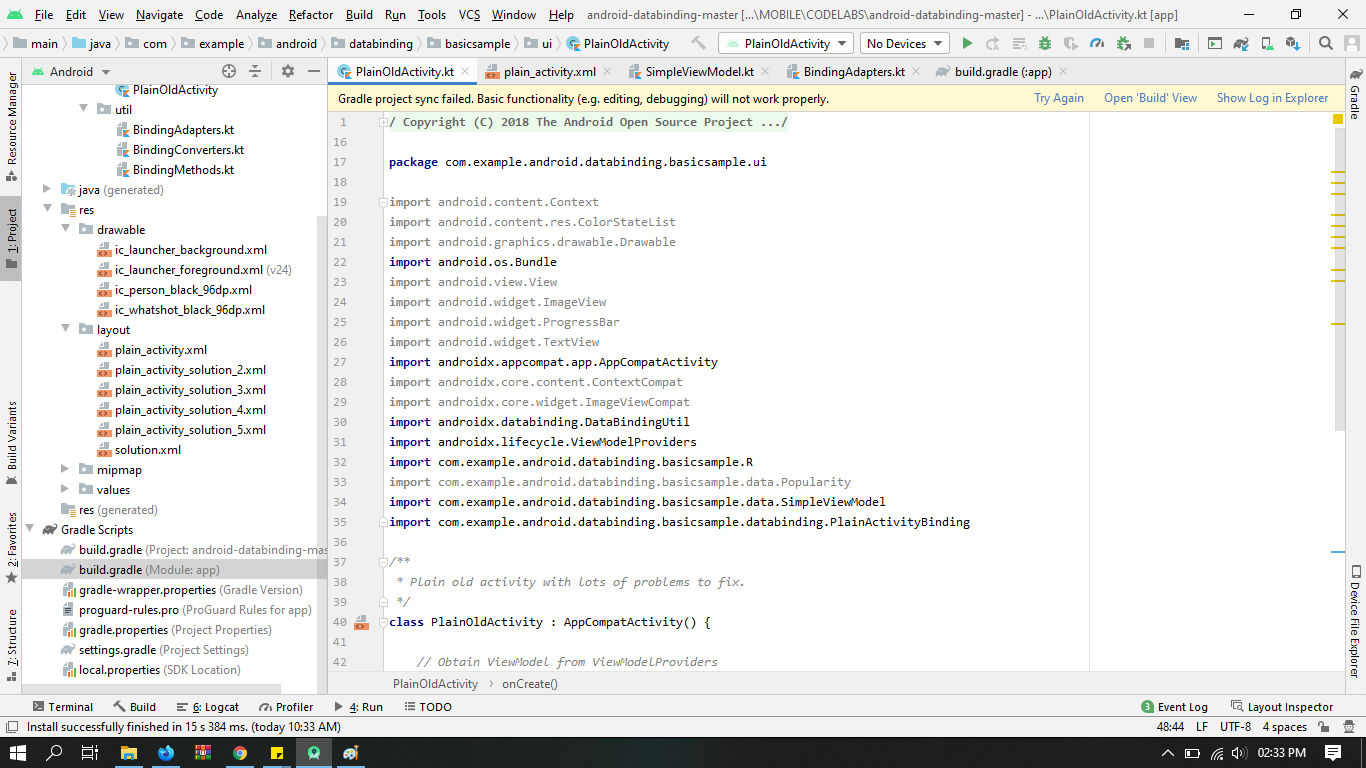 File Edit View Navigate Code Analyze Refactor Build Run Tools VCS Window Help android-databinding-master [...\MOBILE\CODELABS\android-databinding-master] - ...\PlainOldActivity.kt [app]
main java com example android databinding basicsample ui PlainOldActivity PlainOldActivity No Devices
Android
PlainOldActivity.kt plain_activity.xml SimpleViewModel.kt BindingAdapters.kt build.gradle (:app)
Gradle project sync failed. Basic functionality (e.g. editing, debugging) will not work properly. Try Again Open 'Build' View Show Log in Explorer
Resource Manager
1: Project
Build Variants
2: Favorites
7: Structure
PlainOldActivity
util
BindingAdapters.kt
BindingConverters.kt
BindingMethods.kt
java (generated)
res
drawable
ic_launcher_background.xml
ic_launcher_foreground.xml (v24)
ic_person_black_96dp.xml
ic_whatshot_black_96dp.xml
layout
plain_activity.xml
plain_activity_solution_2.xml
plain_activity_solution_3.xml
plain_activity_solution_4.xml
plain_activity_solution_5.xml
solution.xml
mipmap
values
res (generated)
Gradle Scripts
build.gradle (Project: android-databinding-mas
build.gradle (Module: app)
gradle-wrapper.properties (Gradle Version)
proguard-rules.pro (ProGuard Rules for app)
gradle.properties (Project Properties)
settings.gradle (Project Settings)
local.properties (SDK Location)
1 / Copyright (C) 2018 The Android Open Source Project .../
16
17 package com.example.android.databinding.basicsample.ui
18
19 import android.content.Context
20 import android.content.res.ColorStateList
21 import android.graphics.drawable.Drawable
22 import android.os.Bundle
23 import android.view.View
24 import android.widget.ImageView
25 import android.widget.ProgressBar
26 import android.widget.TextView
27 import androidx.appcompat.app.AppCompatActivity
28 import androidx.core.content.ContextCompat
29 import androidx.core.widget.ImageViewCompat
30 import androidx.databinding.DataBindingUtil
31 import androidx.lifecycle.ViewModelProviders
32 import com.example.android.databinding.basicsample.R
33 import com.example.android.databinding.basicsample.data.Popularity
34 import com.example.android.databinding.basicsample.data.SimpleViewModel
35 import com.example.android.databinding.basicsample.databinding.PlainActivityBinding
36
37 /**
38 * Plain old activity with lots of problems to fix.
39 */
40 class PlainOldActivity : AppCompatActivity() {
41
42 // Obtain ViewModel from ViewModelProviders
PlainOldActivity › onCreate()
Gradle
Device File Explorer
Terminal Build 6: Logcat Profiler 4: Run TODO 3 Event Log Layout Inspector
Install successfully finished in 15 s 384 ms. (today 10:33 AM) 48:44 LF UTF-8 4 spaces
02:33 PM